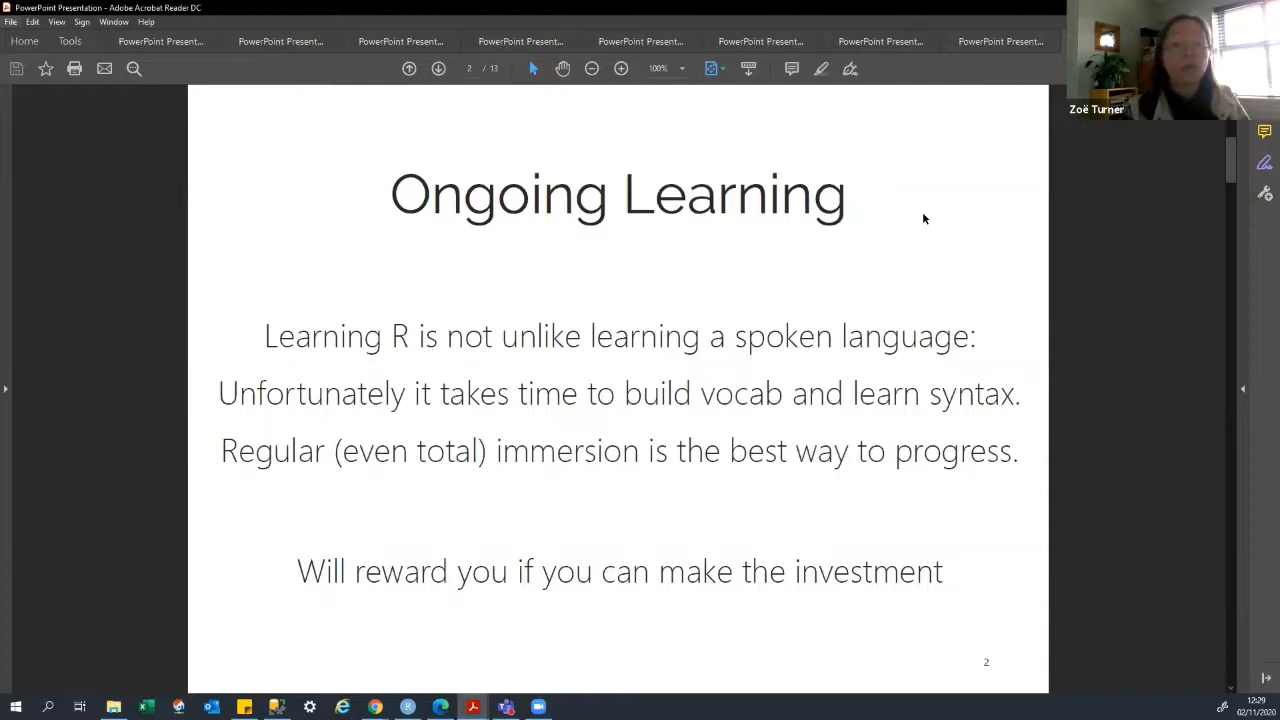 PowerPoint Presentation - Adobe Acrobat Reader DC
File Edit View Sign Window Help
Home Tools PowerPoint Present... PowerPoint Present... PowerPoint Present... PowerPoint Present... PowerPoint Present... PowerPoint Present... PowerPoint Present... PowerPoint Present...
2 / 13 100%
Zoë Turner
Ongoing Learning
Learning R is not unlike learning a spoken language:
Unfortunately it takes time to build vocab and learn syntax.
Regular (even total) immersion is the best way to progress.
Will reward you if you can make the investment
2
12:29
02/11/2020